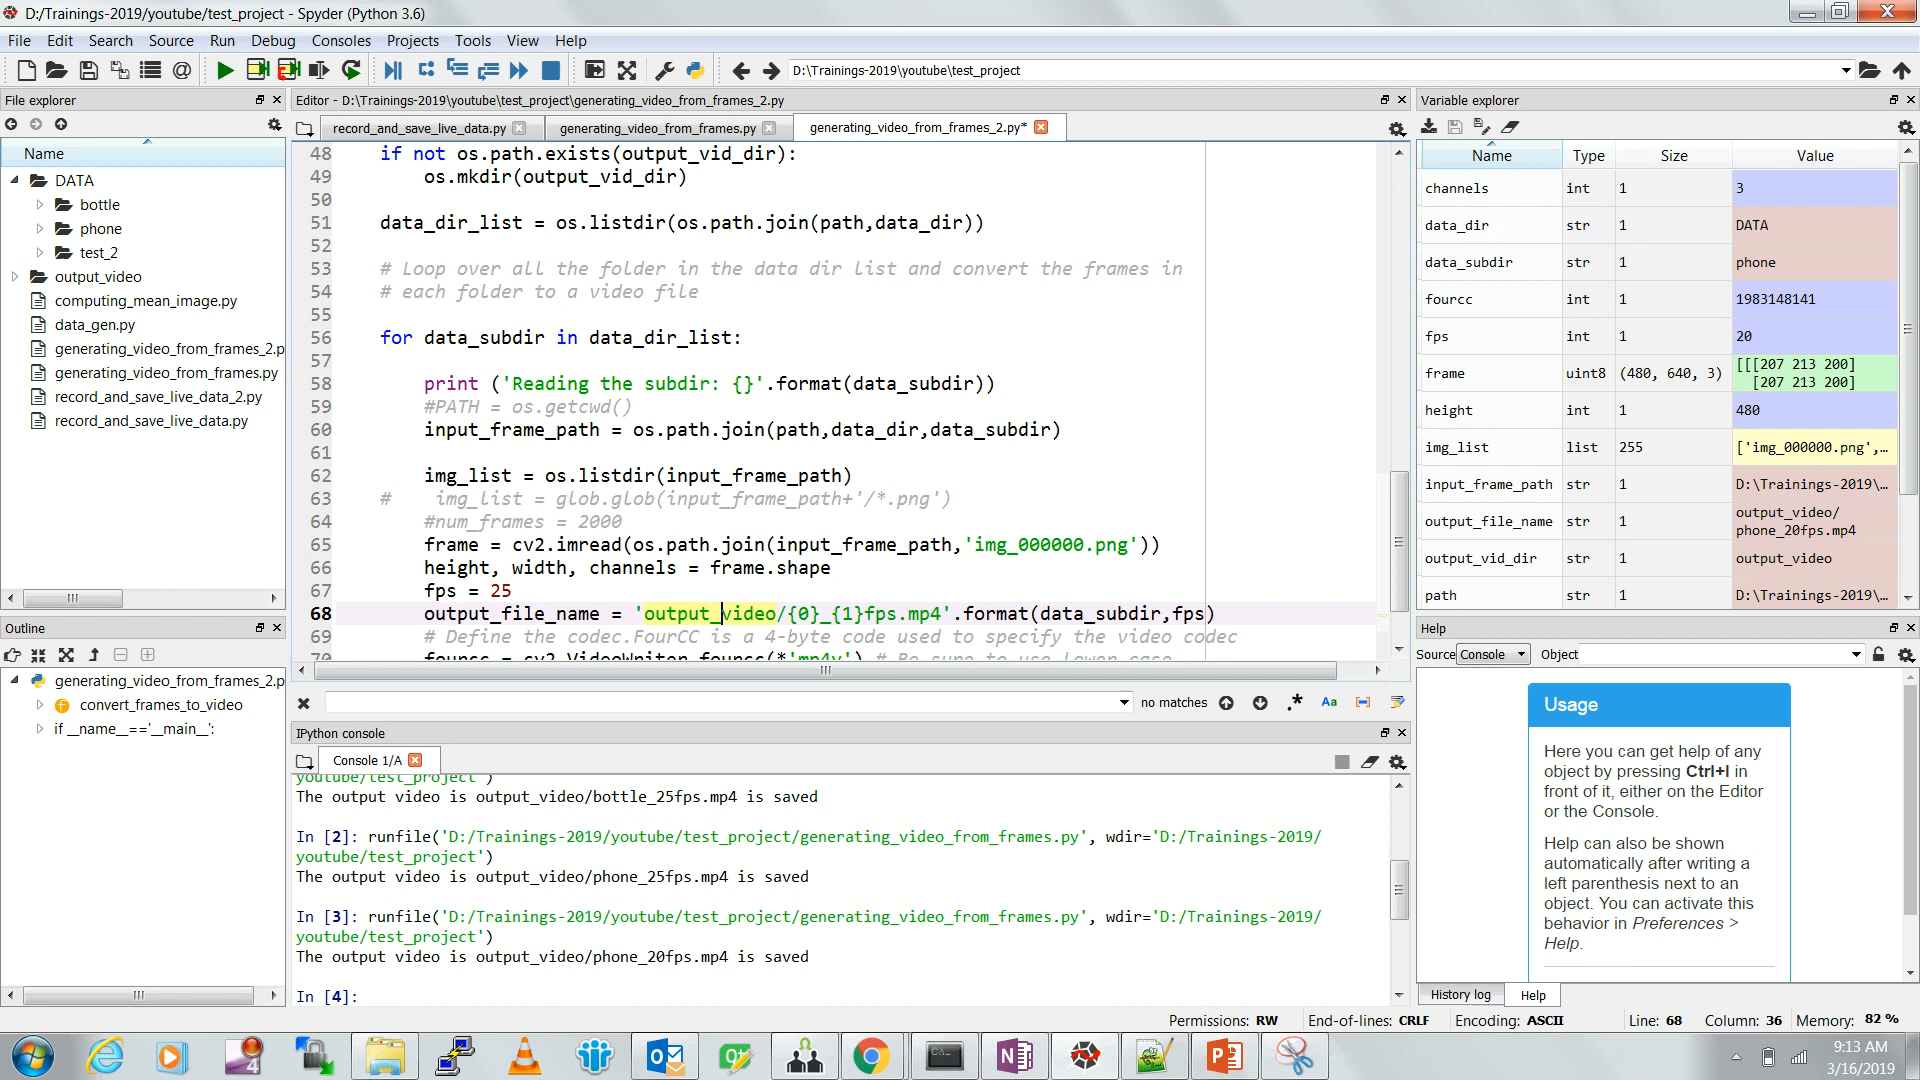 D:/Trainings-2019/youtube/test_project - Spyder (Python 3.6)
File Edit Search Source Run Debug Consoles Projects Tools View Help
D:\Trainings-2019\youtube\test_project
File explorer
Name
DATA
bottle
phone
test_2
output_video
computing_mean_image.py
data_gen.py
generating_video_from_frames_2.p
generating_video_from_frames.py
record_and_save_live_data_2.py
record_and_save_live_data.py
Outline
generating_video_from_frames_2.p
convert_frames_to_video
if __name__=='__main__':
Editor - D:\Trainings-2019\youtube\test_project\generating_video_from_frames_2.py
record_and_save_live_data.py generating_video_from_frames.py generating_video_from_frames_2.py*
48 if not os.path.exists(output_vid_dir):
49 os.mkdir(output_vid_dir)
50
51 data_dir_list = os.listdir(os.path.join(path,data_dir))
52
53 # Loop over all the folder in the data dir list and convert the frames in
54 # each folder to a video file
55
56 for data_subdir in data_dir_list:
57
58 print ('Reading the subdir: {}'.format(data_subdir))
59 #PATH = os.getcwd()
60 input_frame_path = os.path.join(path,data_dir,data_subdir)
61
62 img_list = os.listdir(input_frame_path)
63 # img_list = glob.glob(input_frame_path+'/*.png')
64 #num_frames = 2000
65 frame = cv2.imread(os.path.join(input_frame_path,'img_000000.png'))
66 height, width, channels = frame.shape
67 fps = 25
68 output_file_name = 'output_video/{0}_{1}fps.mp4'.format(data_subdir,fps)
69 # Define the codec.FourCC is a 4-byte code used to specify the video codec
70 fourcc = cv2.VideoWriter_fourcc(*'mp4v') # Be sure to use lower case
no matches
Aa
IPython console
Console 1/A
youtube/test_project')
The output video is output_video/bottle_25fps.mp4 is saved
In [2]: runfile('D:/Trainings-2019/youtube/test_project/generating_video_from_frames.py', wdir='D:/Trainings-2019/
youtube/test_project')
The output video is output_video/phone_25fps.mp4 is saved
In [3]: runfile('D:/Trainings-2019/youtube/test_project/generating_video_from_frames.py', wdir='D:/Trainings-2019/
youtube/test_project')
The output video is output_video/phone_20fps.mp4 is saved
In [4]:
Variable explorer
Name Type Size Value
channels int 1 3
data_dir str 1 DATA
data_subdir str 1 phone
fourcc int 1 1983148141
fps int 1 20
frame uint8 (480, 640, 3) [[[207 213 200]
[207 213 200]
height int 1 480
img_list list 255 ['img_000000.png',...
input_frame_path str 1 D:\Trainings-2019\...
output_file_name str 1 output_video/
phone_20fps.mp4
output_vid_dir str 1 output_video
path str 1 D:\Trainings-2019\...
Help
Source Console Object
Usage
Here you can get help of any
object by pressing Ctrl+I in
front of it, either on the Editor
or the Console.
Help can also be shown
automatically after writing a
left parenthesis next to an
object. You can activate this
behavior in Preferences >
Help.
History log Help
Permissions: RW End-of-lines: CRLF Encoding: ASCII Line: 68 Column: 36 Memory: 82 %
9:13 AM
3/16/2019